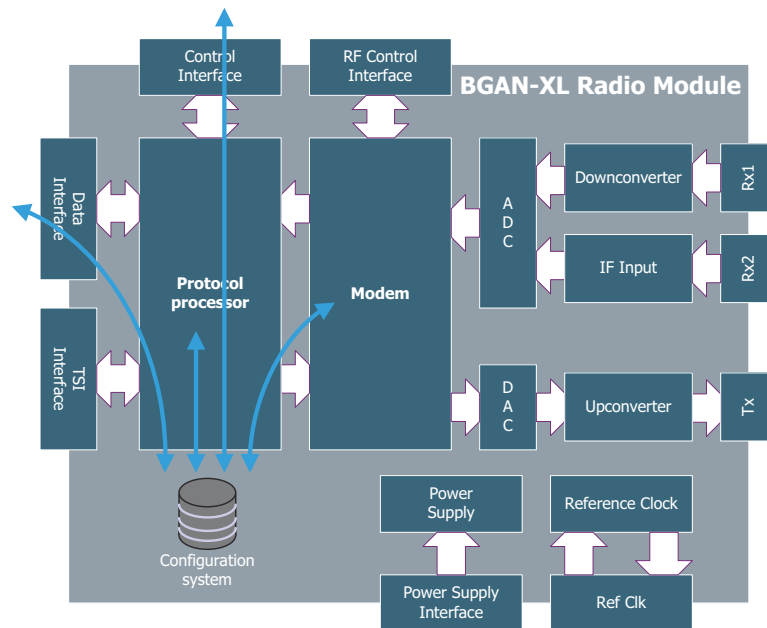 Control
Interface
RF Control
Interface
BGAN-XL Radio Module
Data
Interface
TSI
Interface
Protocol
processor
Modem
A
D
C
Downconverter
Rx1
IF Input
Rx2
D
A
C
Upconverter
Tx
Configuration
system
Power
Supply
Reference Clock
Power Supply
Interface
Ref Clk